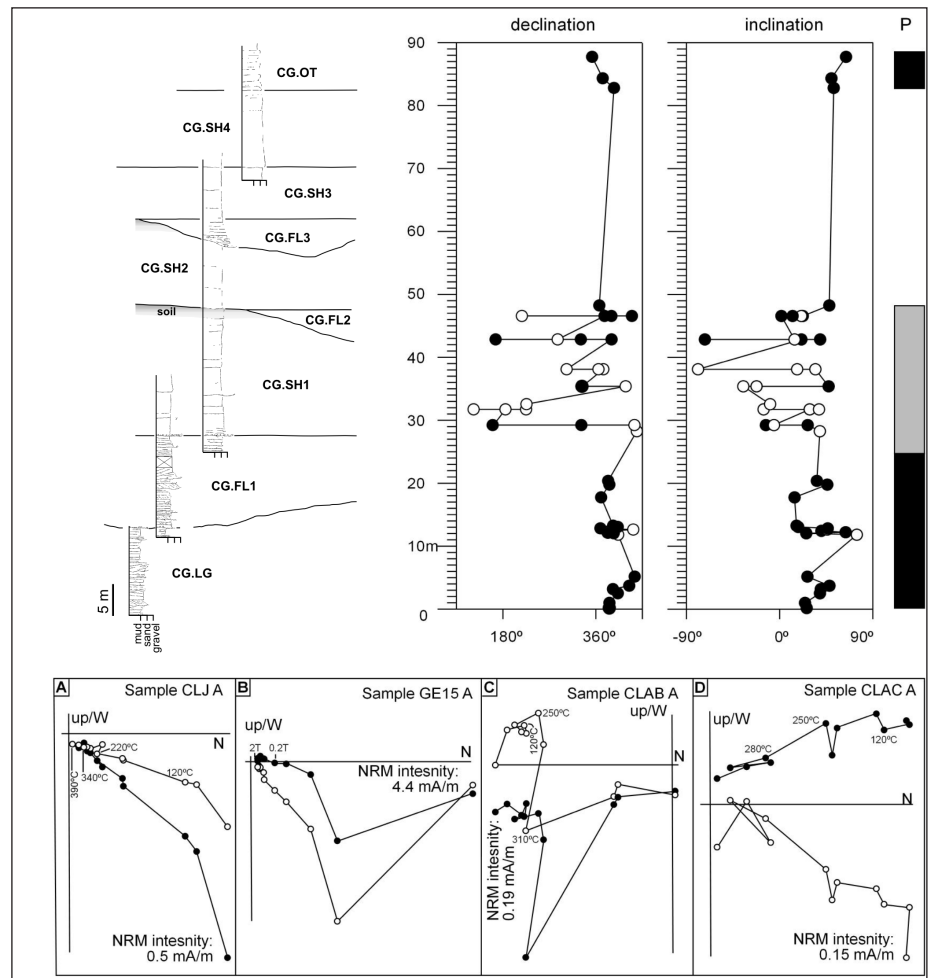 declination
inclination
P
CG.OT
CG.SH4
CG.SH3
CG.FL3
CG.SH2
soil
CG.FL2
CG.SH1
CG.FL1
CG.LG
5 m
mud
sand
gravel
90
80
70
60
50
40
30
20
10m
0
180º
360º
-90º
0º
90º
A
Sample CLJ A
up/W
N
220ºC
120ºC
340ºC
390ºC
NRM intesnity:
0.5 mA/m
B
Sample GE15 A
up/W
N
2T
0.2T
NRM intesnity:
4.4 mA/m
C
Sample CLAB A
up/W
N
250ºC
120ºC
310ºC
NRM intesnity:
0.19 mA/m
D
Sample CLAC A
up/W
N
250ºC
120ºC
280ºC
NRM intesnity:
0.15 mA/m